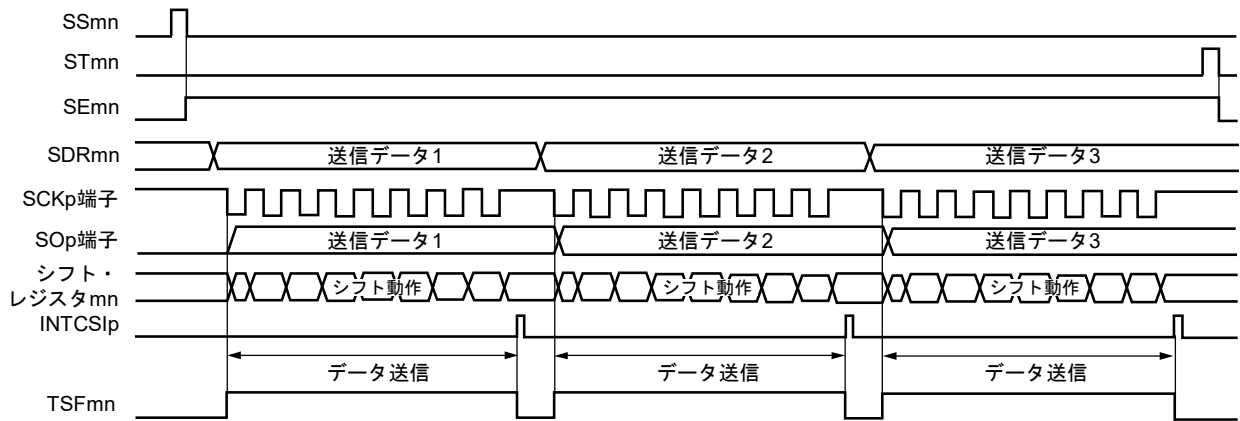 SSmn
STmn
SEmn
SDRmn 送信データ1 送信データ2 送信データ3
SCKp端子
SOp端子 送信データ1 送信データ2 送信データ3
シフト・
レジスタmn シフト動作 シフト動作 シフト動作
INTCSIp
データ送信 データ送信 データ送信
TSFmn